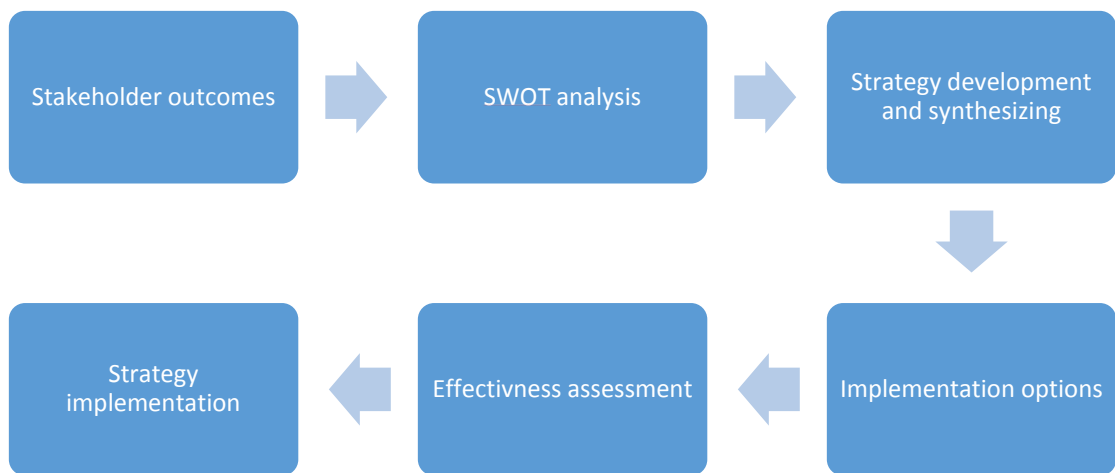 Stakeholder outcomes
SWOT analysis
Strategy development
and synthesizing
Implementation options
Effectivness assessment
Strategy
implementation